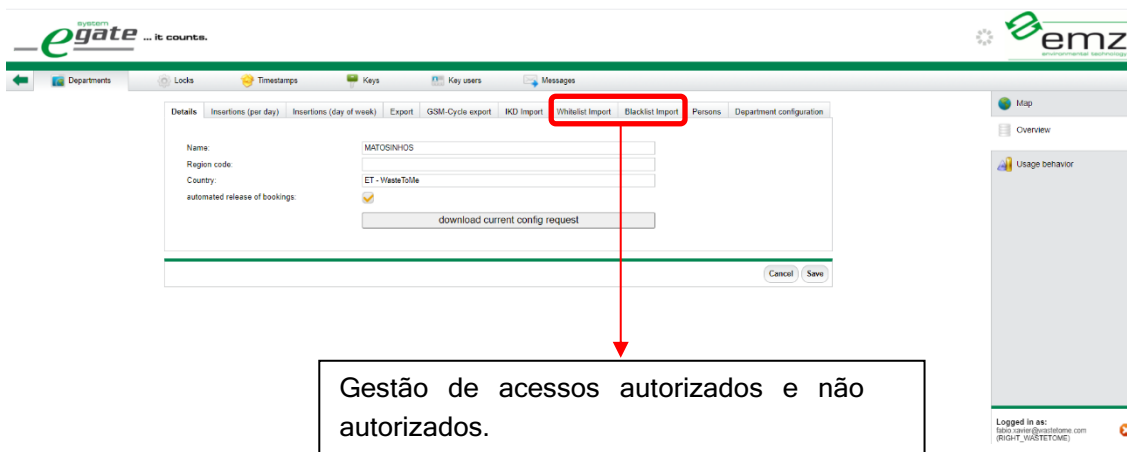 system
egate ... it counts.
emz
environmental technology
Departments Locks Timestamps Keys Key users Messages
Details Insertions (per day) Insertions (day of week) Export GSM-Cycle export IKD Import Whitelist Import Blacklist Import Persons Department configuration
Name: MATOSINHOS
Region code:
Country: ET - WasteToMe
automated release of bookings:
download current config request
Cancel Save
Map
Overview
Usage behavior
Gestão de acessos autorizados e não
autorizados.
Logged in as:
fabio.xavier@wastetome.com
(RIGHT_WASTETOME)